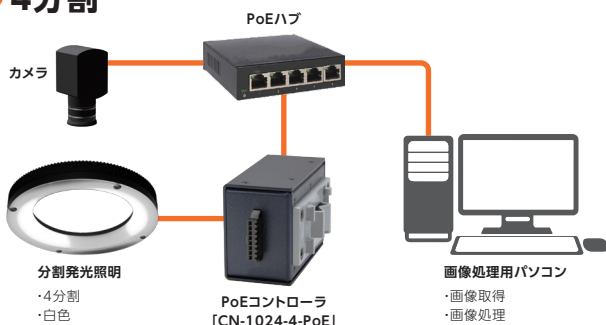 4分割
PoEハブ
カメラ
分割発光照明
・4分割
・白色
PoEコントローラ
「CN-1024-4-PoE」
画像処理用パソコン
・画像取得
・画像処理